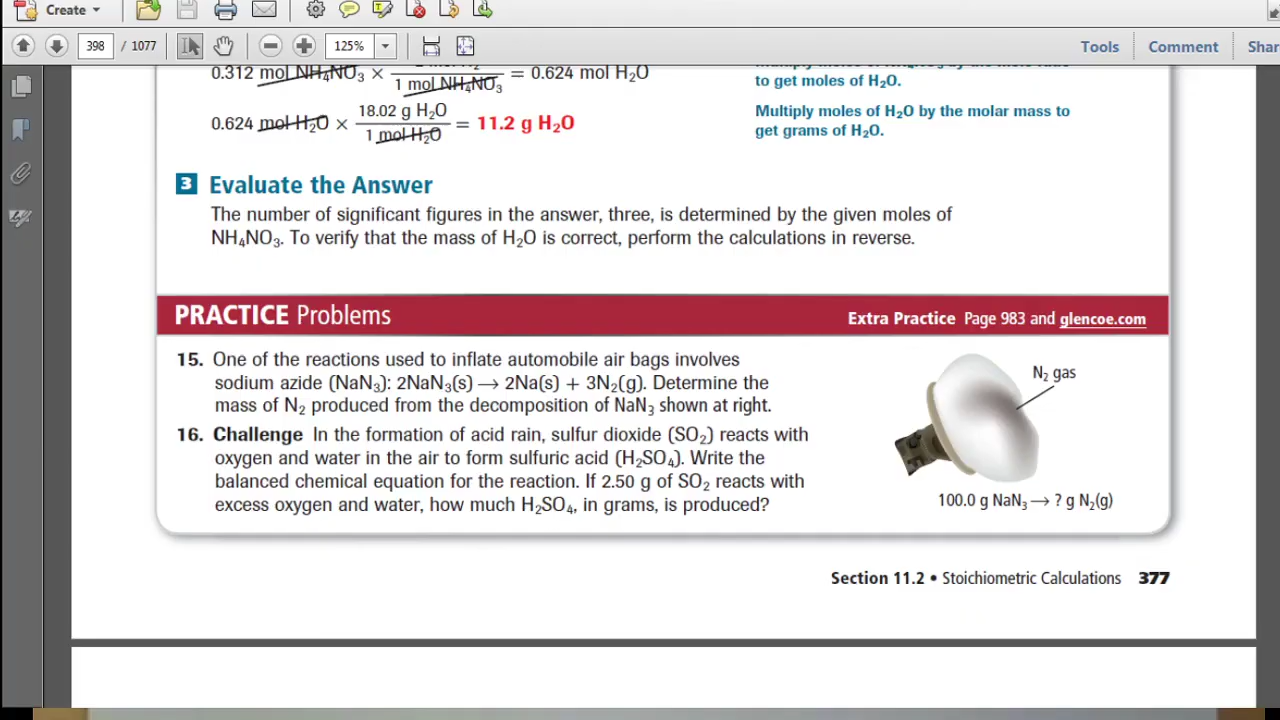 Create
398 / 1077
125%
Tools
Comment
0.312 mol NH₄NO₃ ×
1 mol NH₄NO₃
= 0.624 mol H₂O
to get moles of H₂O.
0.624 mol H₂O ×
18.02 g H₂O
1 mol H₂O
= 11.2 g H₂O
Multiply moles of H₂O by the molar mass to
get grams of H₂O.
3 Evaluate the Answer
The number of significant figures in the answer, three, is determined by the given moles of
NH₄NO₃. To verify that the mass of H₂O is correct, perform the calculations in reverse.
PRACTICE Problems
Extra Practice Page 983 and glencoe.com
15. One of the reactions used to inflate automobile air bags involves
sodium azide (NaN₃): 2NaN₃(s) → 2Na(s) + 3N₂(g). Determine the
mass of N₂ produced from the decomposition of NaN₃ shown at right.
16. Challenge In the formation of acid rain, sulfur dioxide (SO₂) reacts with
oxygen and water in the air to form sulfuric acid (H₂SO₄). Write the
balanced chemical equation for the reaction. If 2.50 g of SO₂ reacts with
excess oxygen and water, how much H₂SO₄, in grams, is produced?
N₂ gas
100.0 g NaN₃ → ? g N₂(g)
Section 11.2 • Stoichiometric Calculations 377